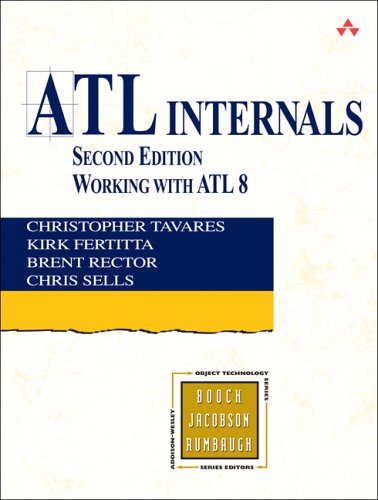 ATL INTERNALS
SECOND EDITION
WORKING WITH ATL 8
CHRISTOPHER TAVARES
KIRK FERTITTA
BRENT RECTOR
CHRIS SELLS
ADDISON-WESLEY
OBJECT TECHNOLOGY
SERIES
BOOCH
JACOBSON
RUMBAUGH
SERIES EDITORS